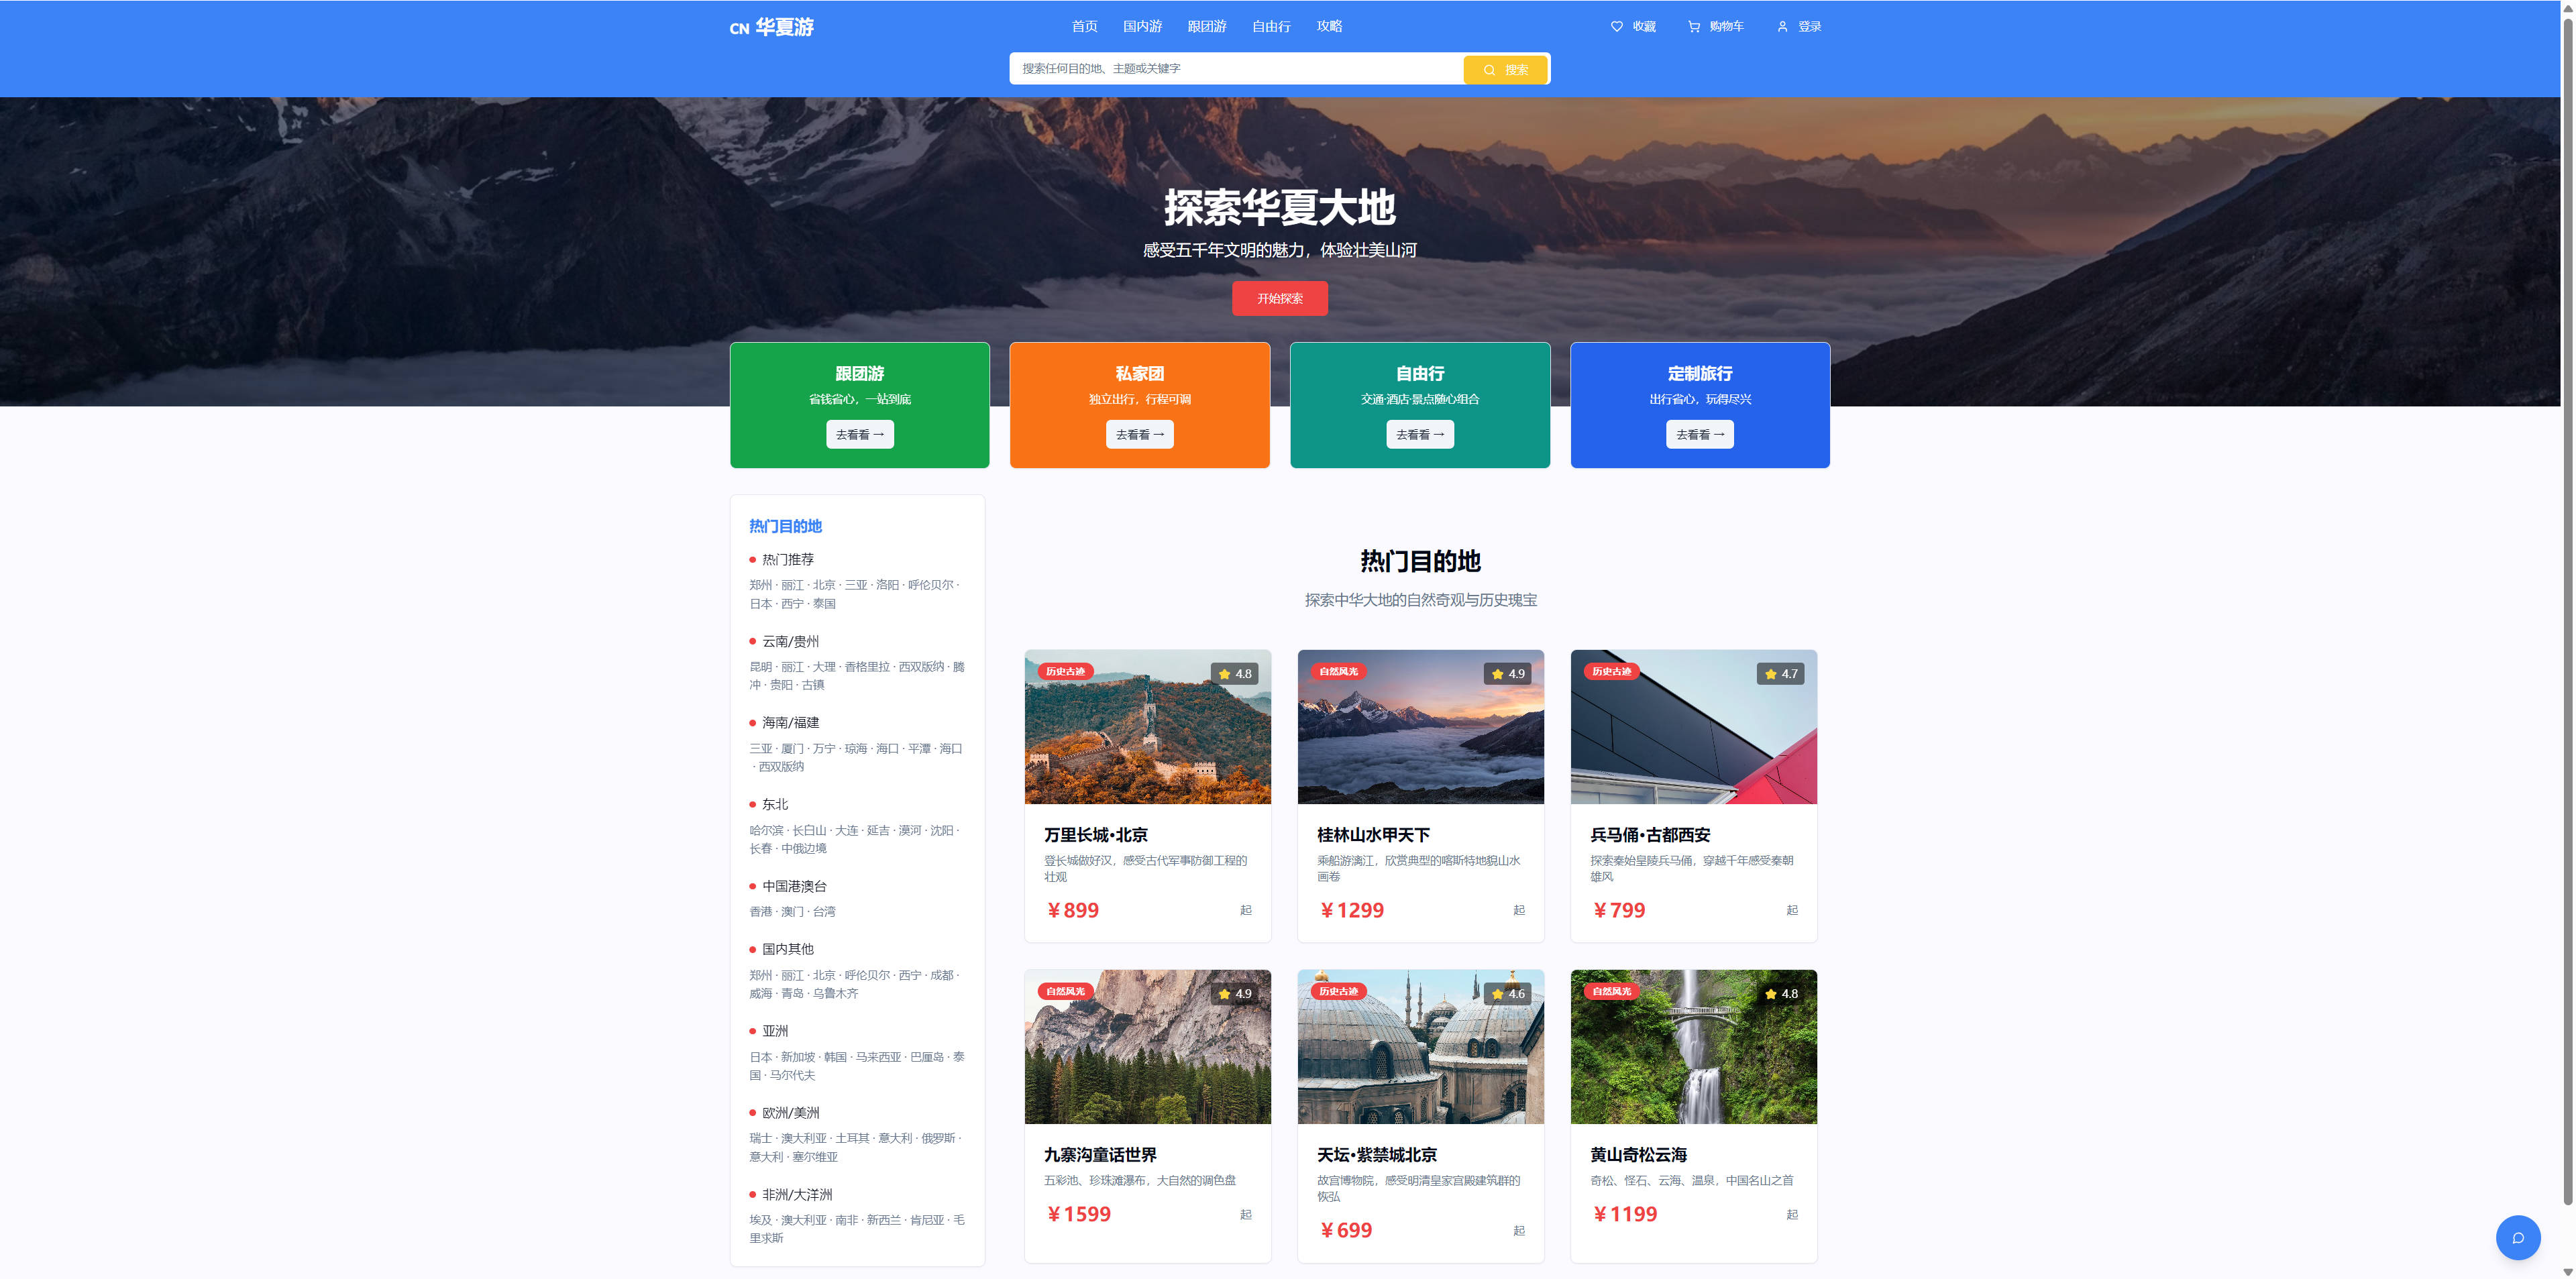 CN 华夏游
首页 国内游 跟团游 自由行 攻略
收藏 购物车 登录
搜索任何目的地、主题或关键字
搜索
探索华夏大地
感受五千年文明的魅力，体验壮美山河
开始探索
跟团游
省钱省心，一站到底
去看看 →
私家团
独立出行，行程可调
去看看 →
自由行
交通·酒店·景点随心组合
去看看 →
定制旅行
出行省心，玩得尽兴
去看看 →
热门目的地
热门推荐
郑州 · 丽江 · 北京 · 三亚 · 洛阳 · 呼伦贝尔 ·
日本 · 西宁 · 泰国
云南/贵州
昆明 · 丽江 · 大理 · 香格里拉 · 西双版纳 · 腾
冲 · 贵阳 · 古镇
海南/福建
三亚 · 厦门 · 万宁 · 琼海 · 海口 · 平潭 · 海口
· 西双版纳
东北
哈尔滨 · 长白山 · 大连 · 延吉 · 漠河 · 沈阳 ·
长春 · 中俄边境
中国港澳台
香港 · 澳门 · 台湾
国内其他
郑州 · 丽江 · 北京 · 呼伦贝尔 · 西宁 · 成都 ·
威海 · 青岛 · 乌鲁木齐
亚洲
日本 · 新加坡 · 韩国 · 马来西亚 · 巴厘岛 · 泰
国 · 马尔代夫
欧洲/美洲
瑞士 · 澳大利亚 · 土耳其 · 意大利 · 俄罗斯 ·
意大利 · 塞尔维亚
非洲/大洋洲
埃及 · 澳大利亚 · 南非 · 新西兰 · 肯尼亚 · 毛
里求斯
热门目的地
探索中华大地的自然奇观与历史瑰宝
历史古迹
4.8
万里长城•北京
登长城做好汉，感受古代军事防御工程的
壮观
￥899
起
自然风光
4.9
桂林山水甲天下
乘船游漓江，欣赏典型的喀斯特地貌山水
画卷
￥1299
起
历史古迹
4.7
兵马俑•古都西安
探索秦始皇陵兵马俑，穿越千年感受秦朝
雄风
￥799
起
自然风光
4.9
九寨沟童话世界
五彩池、珍珠滩瀑布，大自然的调色盘
￥1599
起
历史古迹
4.6
天坛•紫禁城北京
故宫博物院，感受明清皇家宫殿建筑群的
恢弘
￥699
起
自然风光
4.8
黄山奇松云海
奇松、怪石、云海、温泉，中国名山之首
￥1199
起